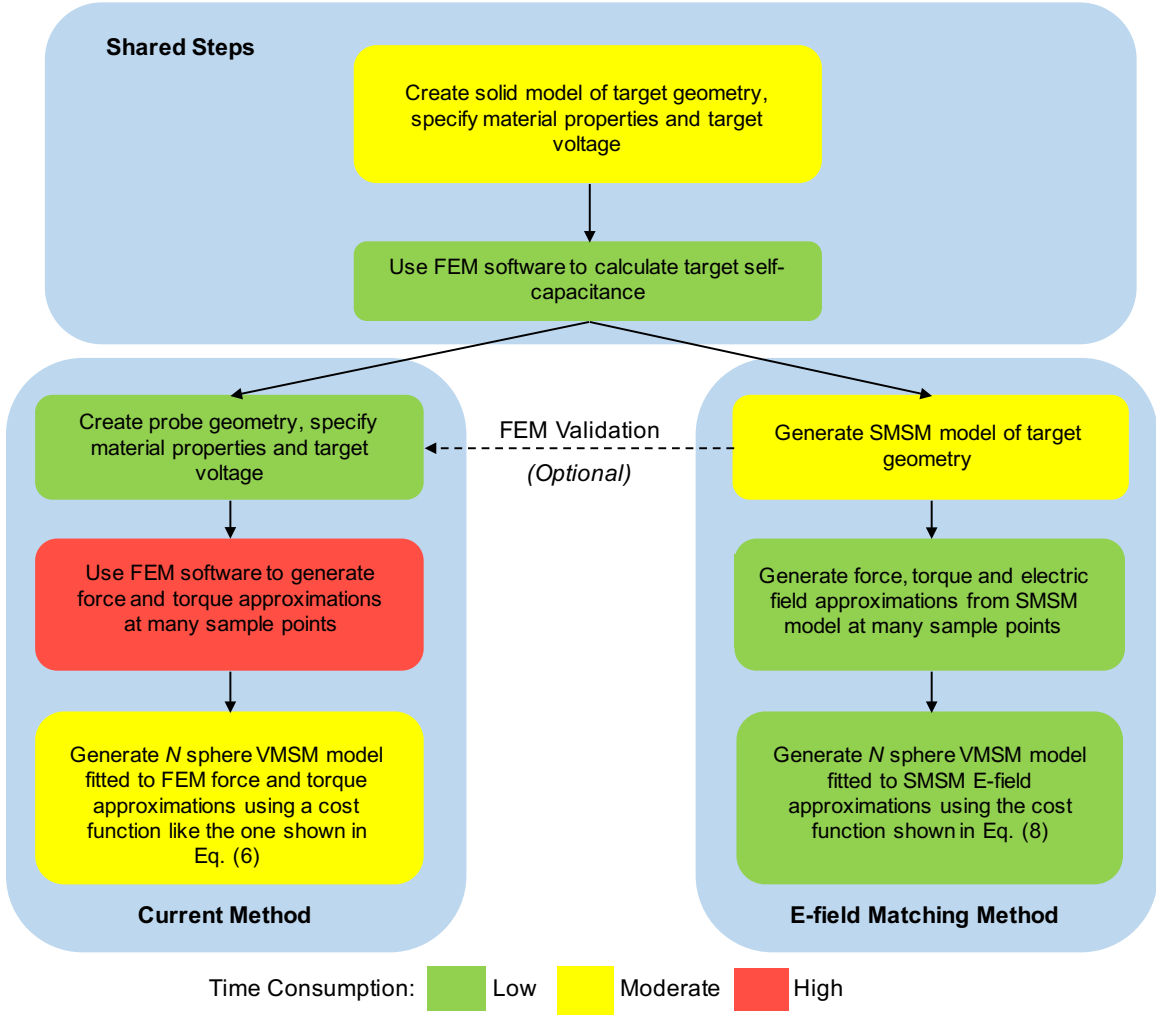 Shared Steps
Create solid model of target geometry,
specify material properties and target
voltage
Use FEM software to calculate target self-
capacitance
Create probe geometry, specify
material properties and target
voltage
FEM Validation
(Optional)
Generate SMSM model of target
geometry
Use FEM software to generate
force and torque approximations
at many sample points
Generate force, torque and electric
field approximations from SMSM
model at many sample points
Generate N sphere VMSM model
fitted to FEM force and torque
approximations using a cost
function like the one shown in
Eq. (6)
Generate N sphere VMSM model
fitted to SMSM E-field
approximations using the cost
function shown in Eq. (8)
Current Method
E-field Matching Method
Time Consumption: Low Moderate High